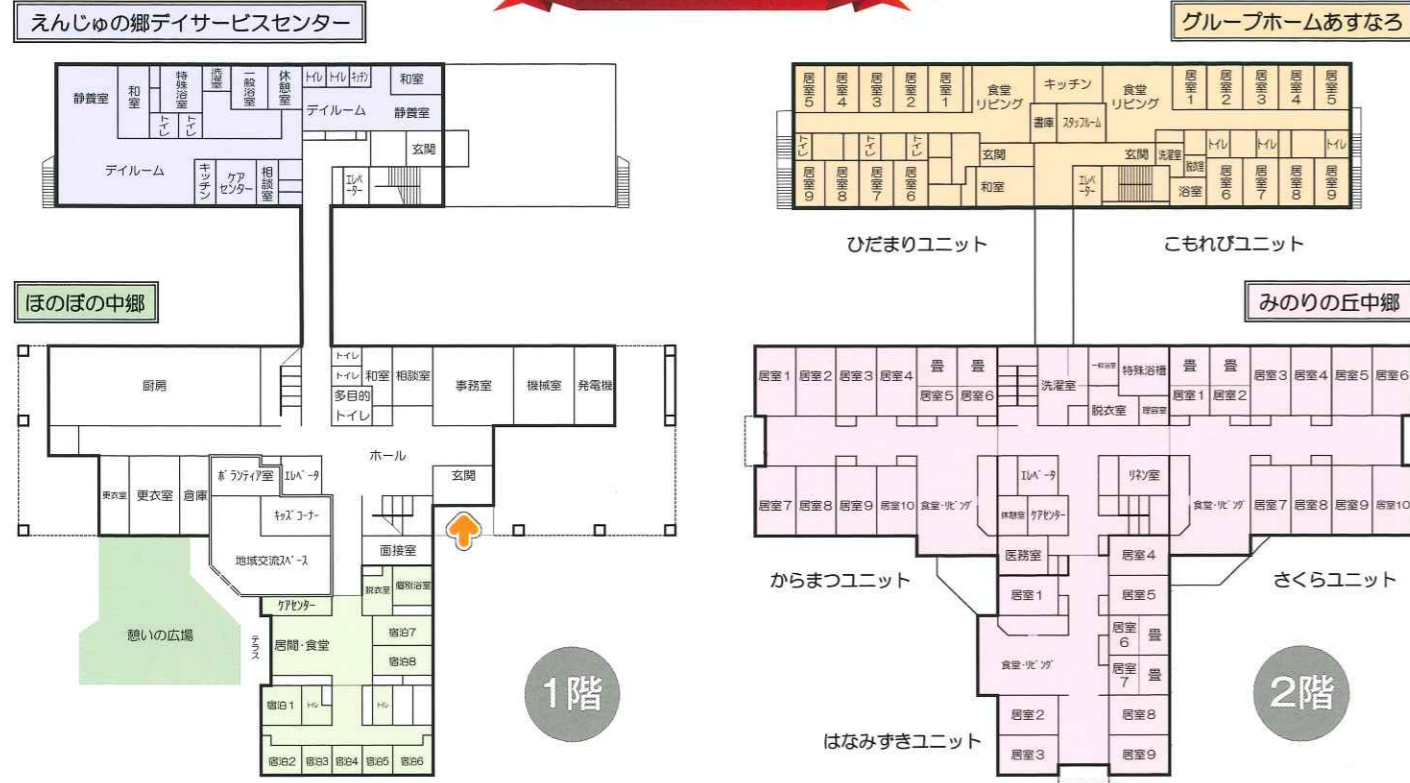 えんじゅの郷デイサービスセンター
静養室
和室
特殊浴室
洗濯室
一般浴室
休憩室
トイレ
トイレ
キッチン
和室
トイレ
トイレ
デイルーム
静養室
デイルーム
キッチン
ケアセンター
相談室
エレベーター
玄関
グループホームあすなろ
居室5
居室4
居室3
居室2
居室1
食堂
リビング
キッチン
食堂
リビング
居室1
居室2
居室3
居室4
居室5
書庫
スタッフルーム
トイレ
トイレ
トイレ
玄関
玄関
洗濯室
トイレ
トイレ
トイレ
脱衣室
居室9
居室8
居室7
居室6
和室
エレベーター
浴室
居室6
居室7
居室8
居室9
ひだまりユニット
こもれびユニット
ほのぼの中郷
厨房
トイレ
トイレ
和室
相談室
事務室
機械室
発電機
多目的
トイレ
ホール
更衣室
更衣室
倉庫
ボランティア室
エレベータ
玄関
キッズコーナー
地域交流スペース
面接室
脱衣室
個別浴室
ケアセンター
憩いの広場
テラス
居間・食堂
宿泊7
宿泊8
宿泊1
トイレ
トイレ
宿泊2
宿泊3
宿泊4
宿泊5
宿泊6
1階
みのりの丘中郷
居室1
居室2
居室3
居室4
畳
居室5
畳
居室6
洗濯室
一般浴室
特殊浴槽
脱衣室
理容室
畳
居室1
畳
居室2
居室3
居室4
居室5
居室6
居室7
居室8
居室9
居室10
食堂・リビング
エレベータ
リネン室
休憩室
ケアセンター
医務室
食堂・リビング
居室7
居室8
居室9
居室10
からまつユニット
さくらユニット
居室1
居室4
居室5
居室6
畳
居室7
畳
食堂・リビング
居室2
居室8
居室3
居室9
はなみずきユニット
2階